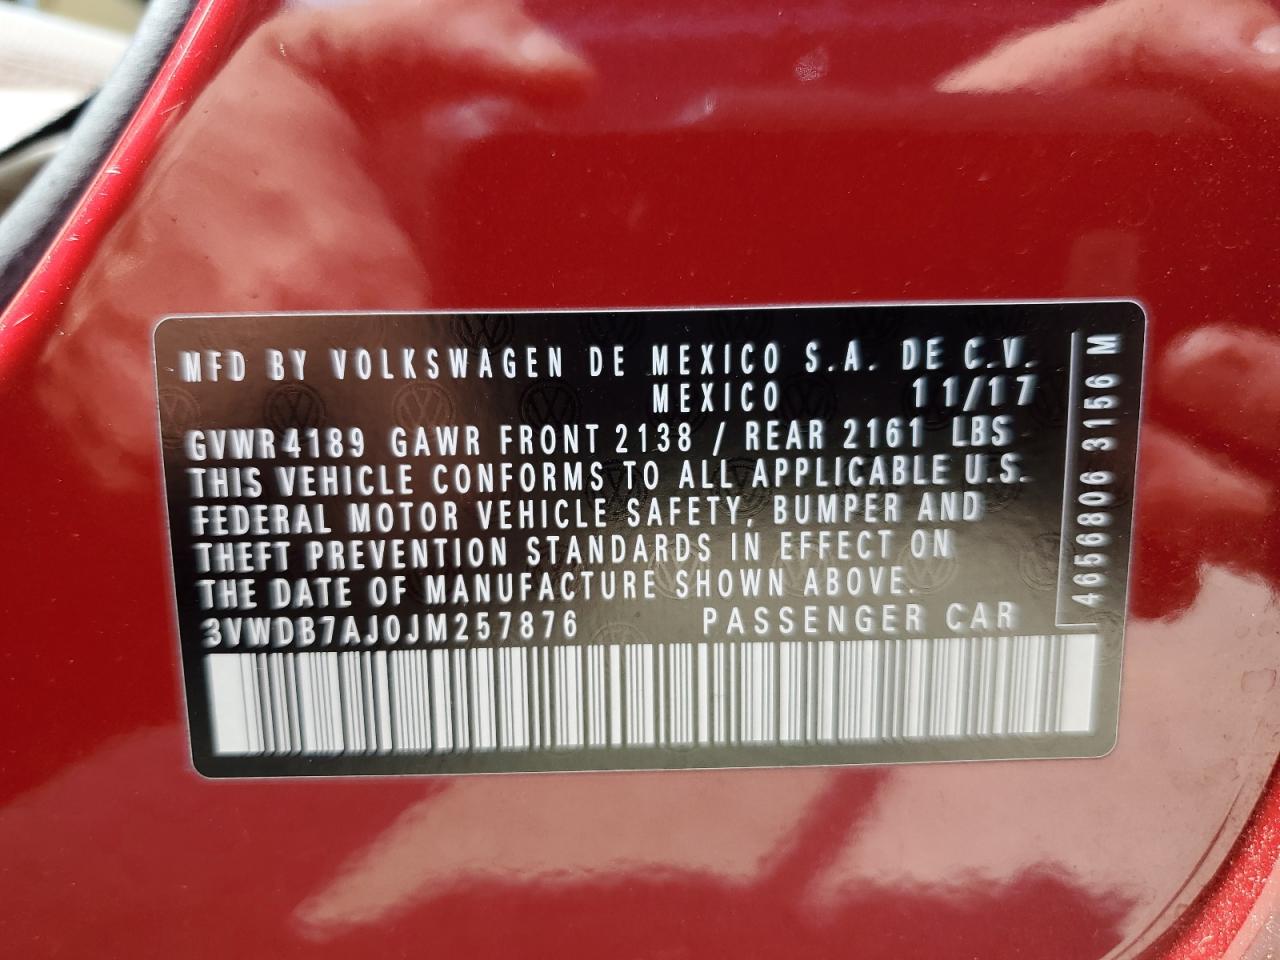 MFD BY VOLKSWAGEN DE MEXICO S.A. DE C.V.
MEXICO 11/17
GVWR 4189 GAWR FRONT 2138 / REAR 2161 LBS
THIS VEHICLE CONFORMS TO ALL APPLICABLE U.S.
FEDERAL MOTOR VEHICLE SAFETY, BUMPER AND
THEFT PREVENTION STANDARDS IN EFFECT ON
THE DATE OF MANUFACTURE SHOWN ABOVE.
3VWDB7AJ0JM257876 PASSENGER CAR
4656806 3156 M